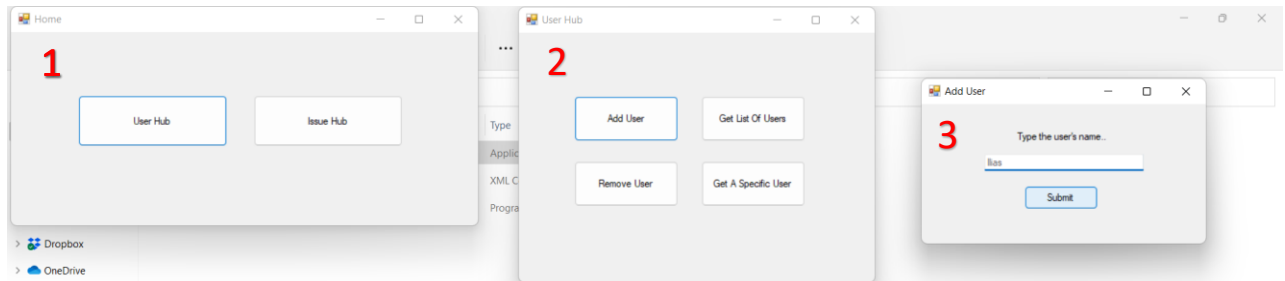 Home
1
User Hub
Issue Hub
User Hub
2
Add User
Get List Of Users
Remove User
Get A Specific User
Add User
3
Type the user's name..
Ilias
Submit
...
Type
Applic
XML C
Progra
Dropbox
OneDrive